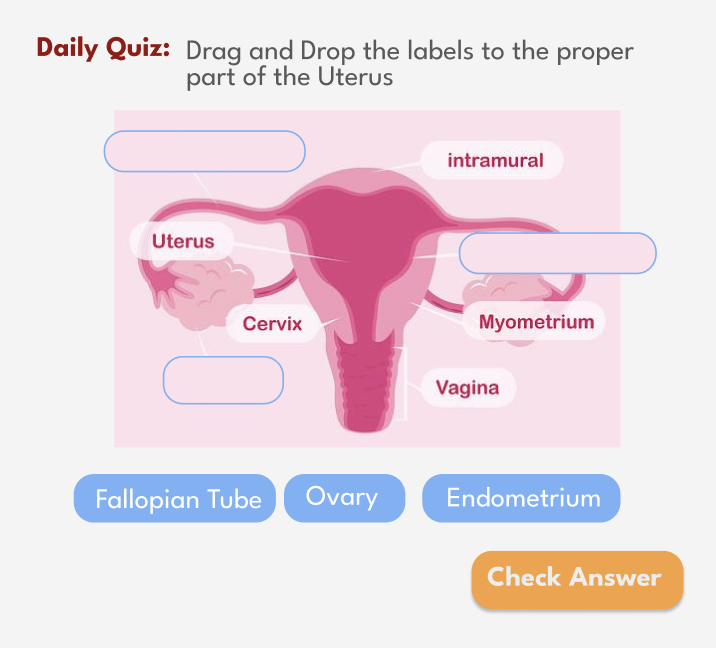 Daily Quiz: Drag and Drop the labels to the proper
part of the Uterus
intramural
Uterus
Cervix
Myometrium
Vagina
Fallopian Tube
Ovary
Endometrium
Check Answer